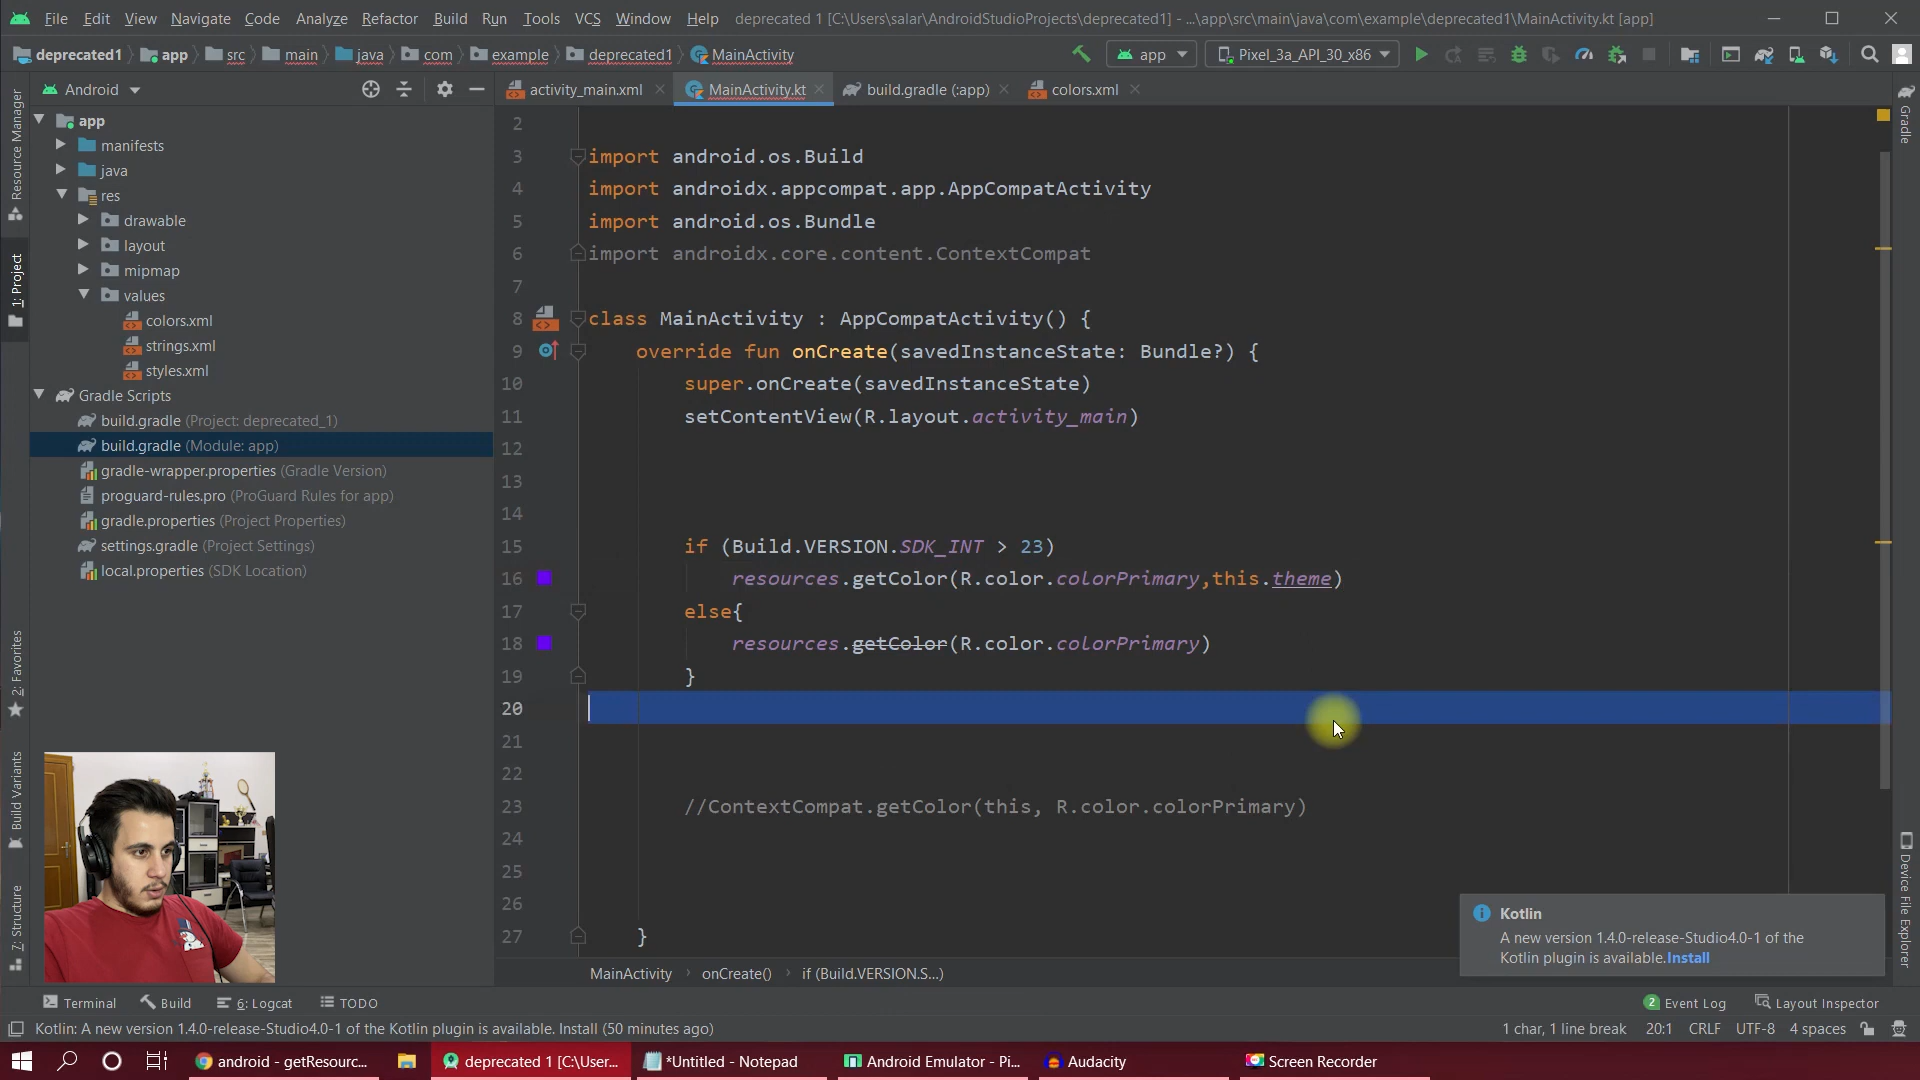 File Edit View Navigate Code Analyze Refactor Build Run Tools VCS Window Help deprecated 1 [C:\Users\salar\AndroidStudioProjects\deprecated1] - ...\app\src\main\java\com\example\deprecated1\MainActivity.kt [app]
deprecated1 app src main java com example deprecated1 MainActivity app Pixel_3a_API_30_x86
Android activity_main.xml MainActivity.kt build.gradle (:app) colors.xml
Resource Manager
1: Project
2: Favorites
Build Variants
7: Structure
app
manifests
java
res
drawable
layout
mipmap
values
colors.xml
strings.xml
styles.xml
Gradle Scripts
build.gradle (Project: deprecated_1)
build.gradle (Module: app)
gradle-wrapper.properties (Gradle Version)
proguard-rules.pro (ProGuard Rules for app)
gradle.properties (Project Properties)
settings.gradle (Project Settings)
local.properties (SDK Location)
2
3 import android.os.Build
4 import androidx.appcompat.app.AppCompatActivity
5 import android.os.Bundle
6 import androidx.core.content.ContextCompat
7
8 class MainActivity : AppCompatActivity() {
9 override fun onCreate(savedInstanceState: Bundle?) {
10 super.onCreate(savedInstanceState)
11 setContentView(R.layout.activity_main)
12
13
14
15 if (Build.VERSION.SDK_INT > 23)
16 resources.getColor(R.color.colorPrimary,this.theme)
17 else{
18 resources.getColor(R.color.colorPrimary)
19 }
20
21
22
23 //ContextCompat.getColor(this, R.color.colorPrimary)
24
25
26
27 }
Gradle
Device File Explorer
Kotlin
A new version 1.4.0-release-Studio4.0-1 of the
Kotlin plugin is available.Install
MainActivity onCreate() if (Build.VERSION.S...)
Terminal Build 6: Logcat TODO 2 Event Log Layout Inspector
Kotlin: A new version 1.4.0-release-Studio4.0-1 of the Kotlin plugin is available. Install (50 minutes ago) 1 char, 1 line break 20:1 CRLF UTF-8 4 spaces
android - getResourc... deprecated 1 [C:\User... *Untitled - Notepad Android Emulator - Pi... Audacity Screen Recorder